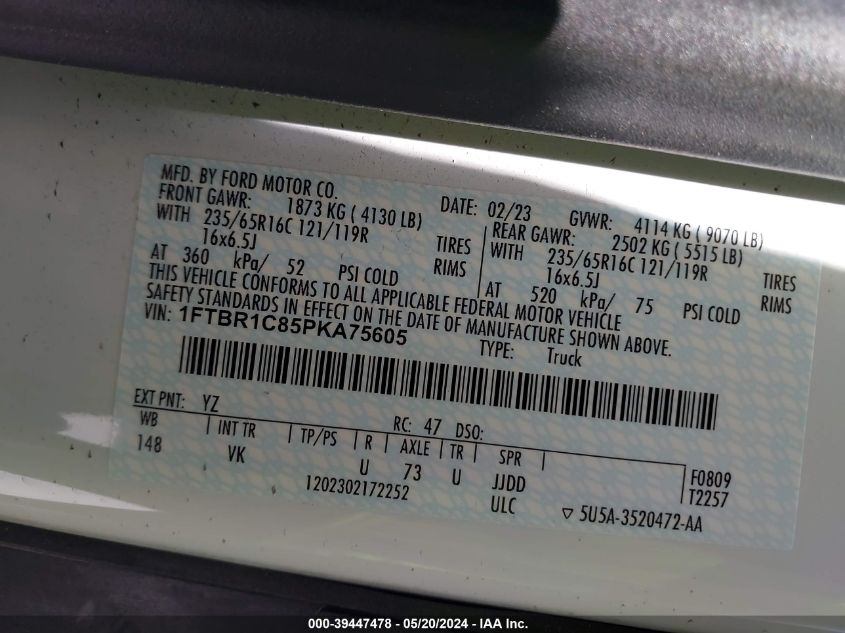 MFD. BY FORD MOTOR CO. DATE: 02/23 GVWR: 4114 KG ( 9070 LB)
FRONT GAWR: 1873 KG ( 4130 LB) REAR GAWR: 2502 KG ( 5515 LB)
WITH 235/65R16C 121/119R TIRES WITH 235/65R16C 121/119R TIRES
16x6.5J RIMS 16x6.5J RIMS
AT 360 kPa/ 52 PSI COLD AT 520 kPa/ 75 PSI COLD
THIS VEHICLE CONFORMS TO ALL APPLICABLE FEDERAL MOTOR VEHICLE
SAFETY STANDARDS IN EFFECT ON THE DATE OF MANUFACTURE SHOWN ABOVE.
VIN: 1FTBR1C85PKA75605 TYPE: Truck
EXT PNT: YZ RC: 47 DSO:
WB INT TR TP/PS R AXLE TR SPR F0809
148 VK U 73 U JJDD T2257
1202302172252 ULC ▽ 5U5A-3520472-AA
000-39447478 - 05/20/2024 - IAA Inc.